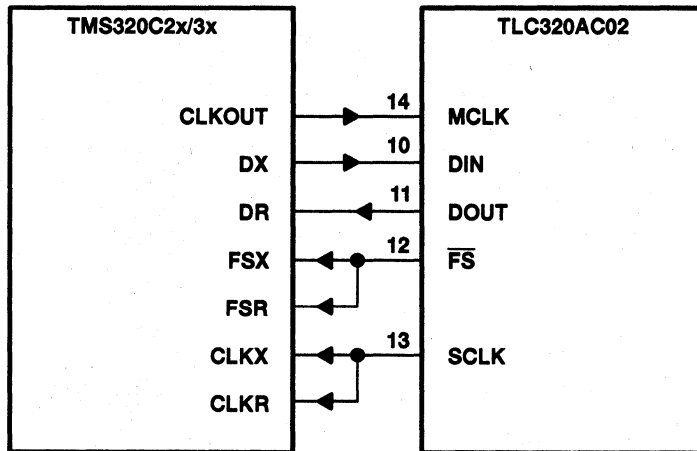 TMS320C2x/3x TLC320AC02
CLKOUT 14 MCLK
DX 10 DIN
DR 11 DOUT
FSX 12 F̅S̅
FSR
CLKX 13 SCLK
CLKR